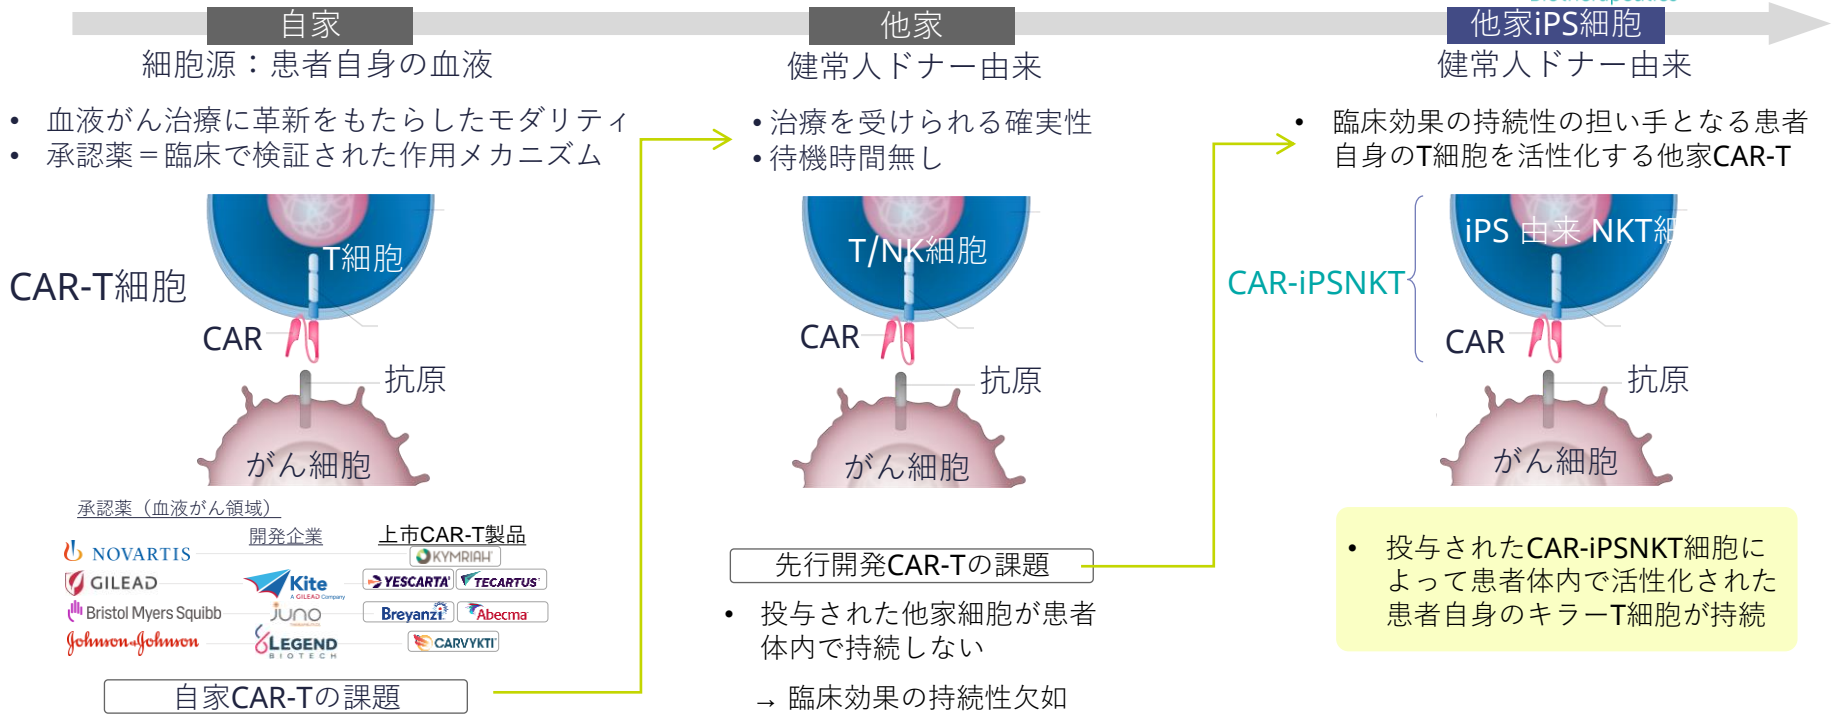 Biotherapeutics
自家
細胞源：患者自身の血液
• 血液がん治療に革新をもたらしたモダリティ
• 承認薬＝臨床で検証された作用メカニズム
T細胞
CAR-T細胞
CAR
抗原
がん細胞
承認薬（血液がん領域）
開発企業
上市CAR-T製品
NOVARTIS
KYMRIAH
GILEAD
Kite
A GILEAD Company
YESCARTA
TECARTUS
Bristol Myers Squibb
JUNO
Breyanzi
Abecma
Johnson&Johnson
LEGEND
BIOTECH
CARVYKTI
自家CAR-Tの課題
他家
健常人ドナー由来
• 治療を受けられる確実性
• 待機時間無し
T/NK細胞
CAR
抗原
がん細胞
先行開発CAR-Tの課題
• 投与された他家細胞が患者
体内で持続しない
→ 臨床効果の持続性欠如
他家iPS細胞
健常人ドナー由来
• 臨床効果の持続性の担い手となる患者
自身のT細胞を活性化する他家CAR-T
iPS 由来 NKT細
CAR-iPSNKT
CAR
抗原
がん細胞
• 投与されたCAR-iPSNKT細胞に
よって患者体内で活性化された
患者自身のキラーT細胞が持続